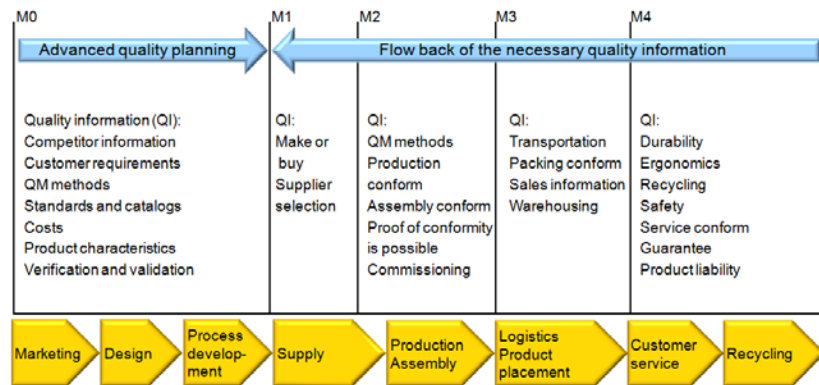 M0
M1
M2
M3
M4
Advanced quality planning
Flow back of the necessary quality information
Quality information (QI):
Competitor information
Customer requirements
QM methods
Standards and catalogs
Costs
Product characteristics
Verification and validation
QI:
Make or
buy
Supplier
selection
QI:
QM methods
Production
conform
Assembly conform
Proof of conformity
is possible
Commissioning
QI:
Transportation
Packing conform
Sales information
Warehousing
QI:
Durability
Ergonomics
Recycling
Safety
Service conform
Guarantee
Product liability
Marketing
Design
Process
develop-
ment
Supply
Production
Assembly
Logistics
Product
placement
Customer
service
Recycling